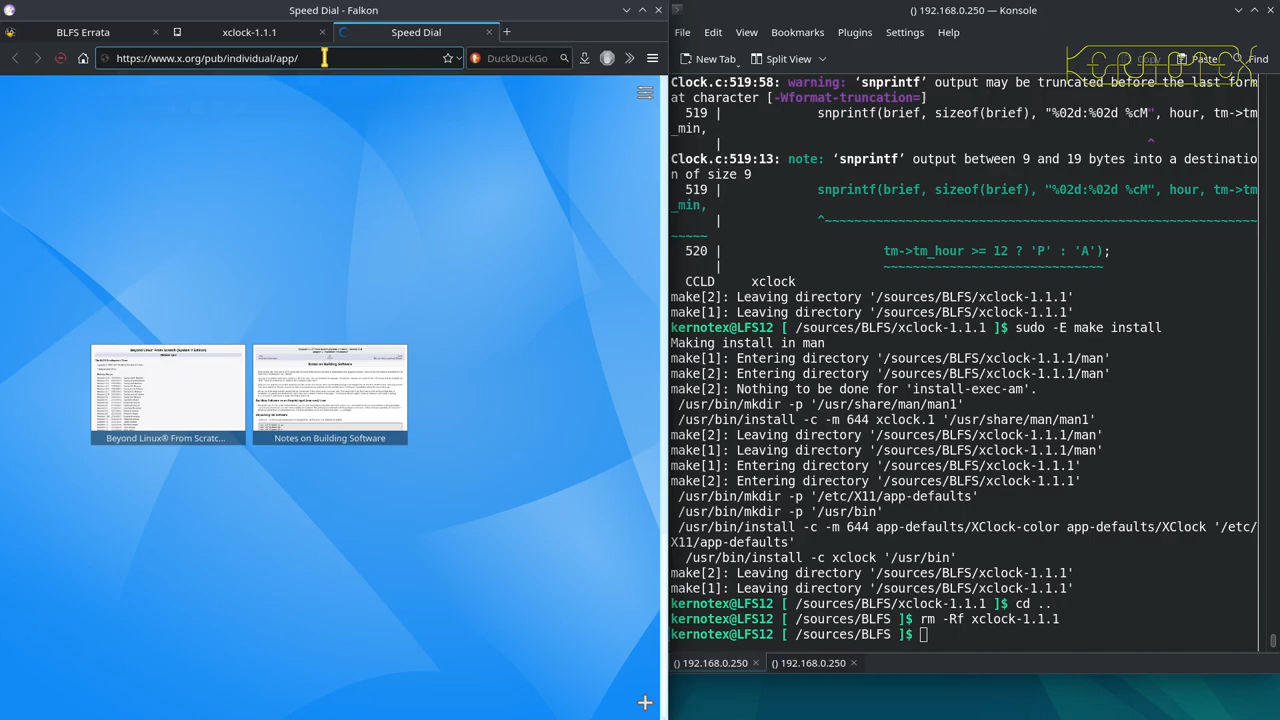 Speed Dial - Falkon
BLFS Errata
xclock-1.1.1
Speed Dial
https://www.x.org/pub/individual/app/
DuckDuckGo
Beyond Linux® From Scratc...
Notes on Building Software
() 192.168.0.250 — Konsole
File Edit View Bookmarks Plugins Settings Help
New Tab Split View Copy Paste Find
KERNOTEX
Clock.c:519:58: warning: ‘snprintf’ output may be truncated before the last form
at character [-Wformat-truncation=]
519 | snprintf(brief, sizeof(brief), "%02d:%02d %cM", hour, tm->tm
_min,
| ^
Clock.c:519:13: note: ‘snprintf’ output between 9 and 19 bytes into a destinatio
n of size 9
519 | snprintf(brief, sizeof(brief), "%02d:%02d %cM", hour, tm->tm
_min,
| ^~~~~~~~~~~~~~~~~~~~~~~~~~~~~~~~~~~~~~~~~~~~~~~~~~~~~~~~~~
~~~~~
520 | tm->tm_hour >= 12 ? 'P' : 'A');
| ~~~~~~~~~~~~~~~~~~~~~~~~~~~~~
CCLD xclock
make[2]: Leaving directory '/sources/BLFS/xclock-1.1.1'
make[1]: Leaving directory '/sources/BLFS/xclock-1.1.1'
kernotex@LFS12 [ /sources/BLFS/xclock-1.1.1 ]$ sudo -E make install
Making install in man
make[1]: Entering directory '/sources/BLFS/xclock-1.1.1/man'
make[2]: Entering directory '/sources/BLFS/xclock-1.1.1/man'
make[2]: Nothing to be done for 'install-exec-am'.
/usr/bin/mkdir -p '/usr/share/man/man1'
/usr/bin/install -c -m 644 xclock.1 '/usr/share/man/man1'
make[2]: Leaving directory '/sources/BLFS/xclock-1.1.1/man'
make[1]: Leaving directory '/sources/BLFS/xclock-1.1.1/man'
make[1]: Entering directory '/sources/BLFS/xclock-1.1.1'
make[2]: Entering directory '/sources/BLFS/xclock-1.1.1'
/usr/bin/mkdir -p '/etc/X11/app-defaults'
/usr/bin/mkdir -p '/usr/bin'
/usr/bin/install -c -m 644 app-defaults/XClock-color app-defaults/XClock '/etc/
X11/app-defaults'
/usr/bin/install -c xclock '/usr/bin'
make[2]: Leaving directory '/sources/BLFS/xclock-1.1.1'
make[1]: Leaving directory '/sources/BLFS/xclock-1.1.1'
kernotex@LFS12 [ /sources/BLFS/xclock-1.1.1 ]$ cd ..
kernotex@LFS12 [ /sources/BLFS ]$ rm -Rf xclock-1.1.1
kernotex@LFS12 [ /sources/BLFS ]$
() 192.168.0.250
() 192.168.0.250